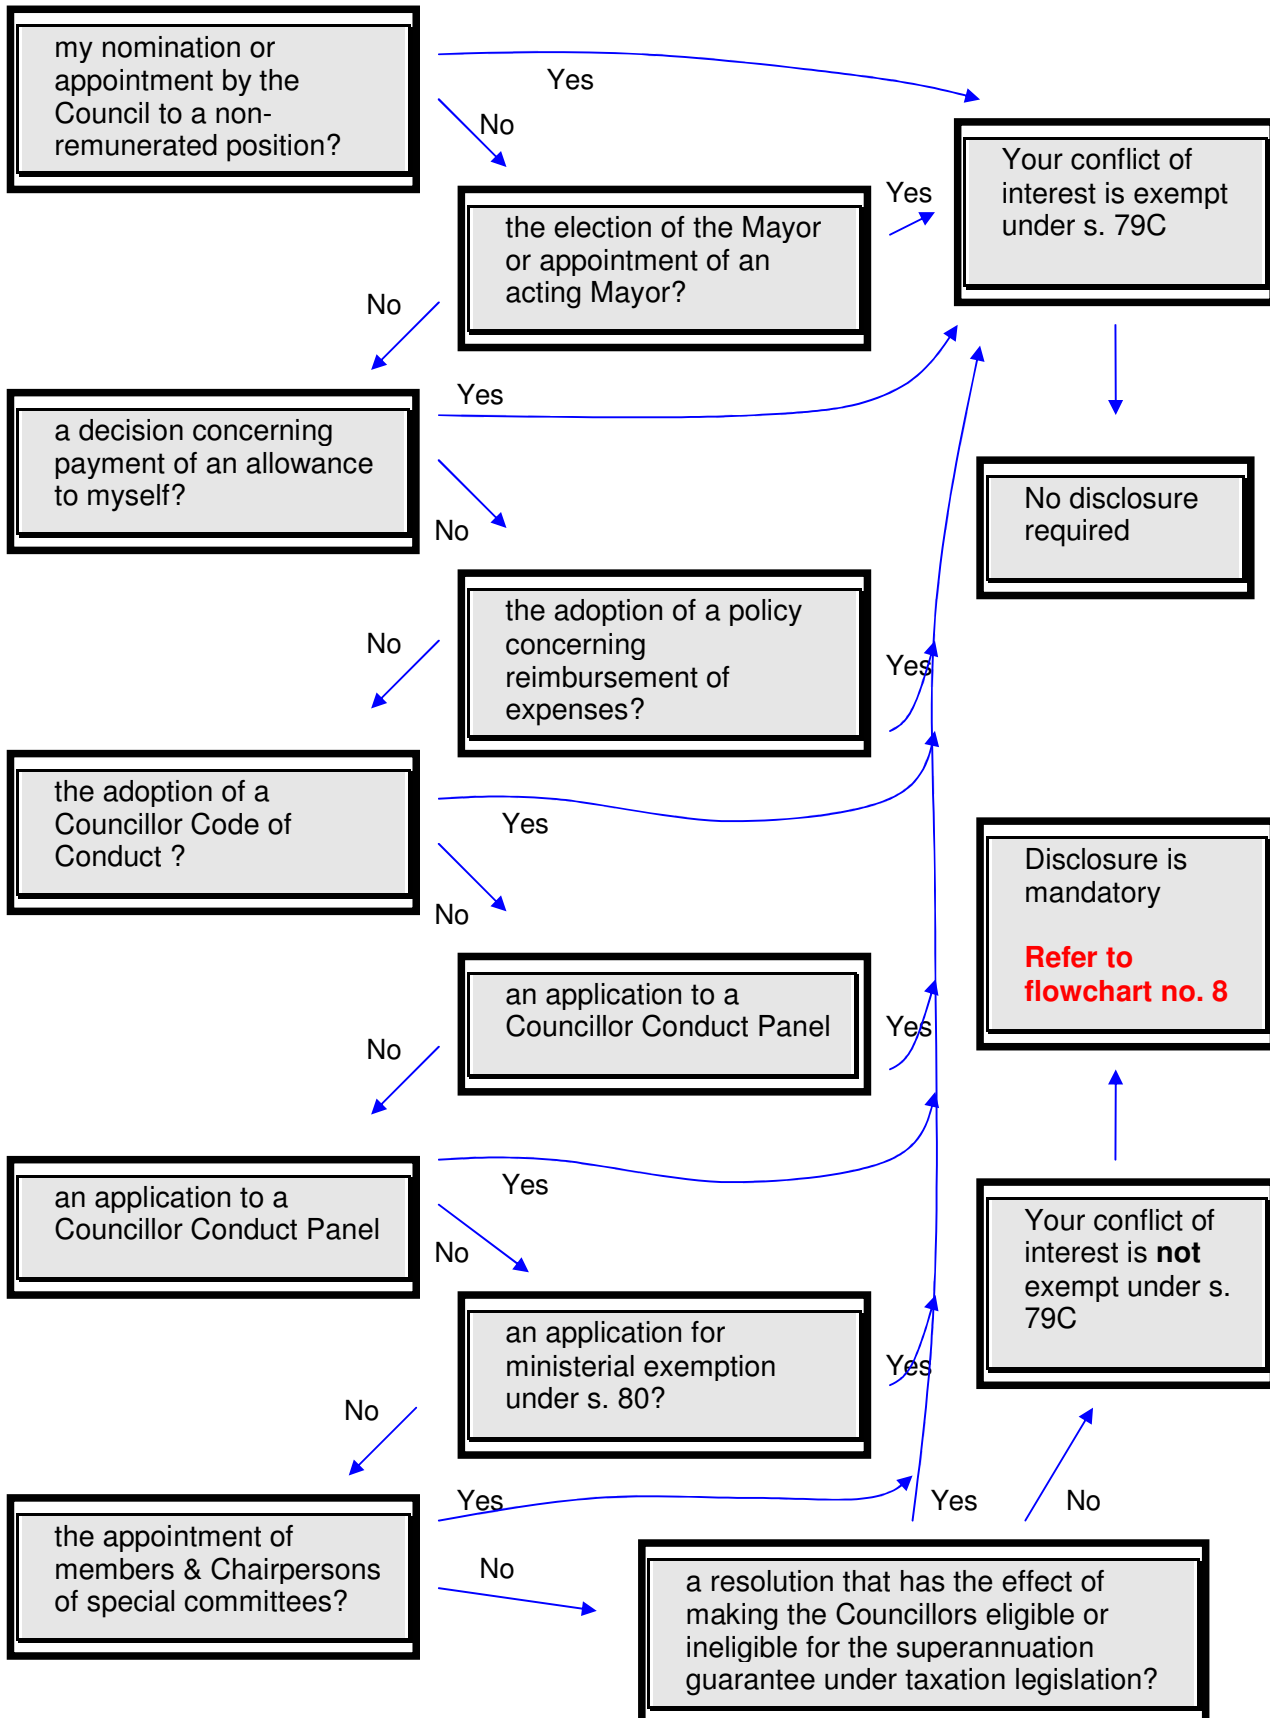 my nomination or
appointment by the
Council to a non-
remunerated position?
Yes
No
the election of the Mayor
or appointment of an
acting Mayor?
Yes
Your conflict of
interest is exempt
under s. 79C
No
a decision concerning
payment of an allowance
to myself?
Yes
No
No disclosure
required
the adoption of a policy
concerning
reimbursement of
expenses?
No
Yes
the adoption of a
Councillor Code of
Conduct ?
Yes
No
Disclosure is
mandatory
Refer to
flowchart no. 8
an application to a
Councillor Conduct Panel
No
Yes
an application to a
Councillor Conduct Panel
Yes
No
Your conflict of
interest is not
exempt under s.
79C
an application for
ministerial exemption
under s. 80?
No
Yes
the appointment of
members & Chairpersons
of special committees?
Yes
No
Yes
No
a resolution that has the effect of
making the Councillors eligible or
ineligible for the superannuation
guarantee under taxation legislation?